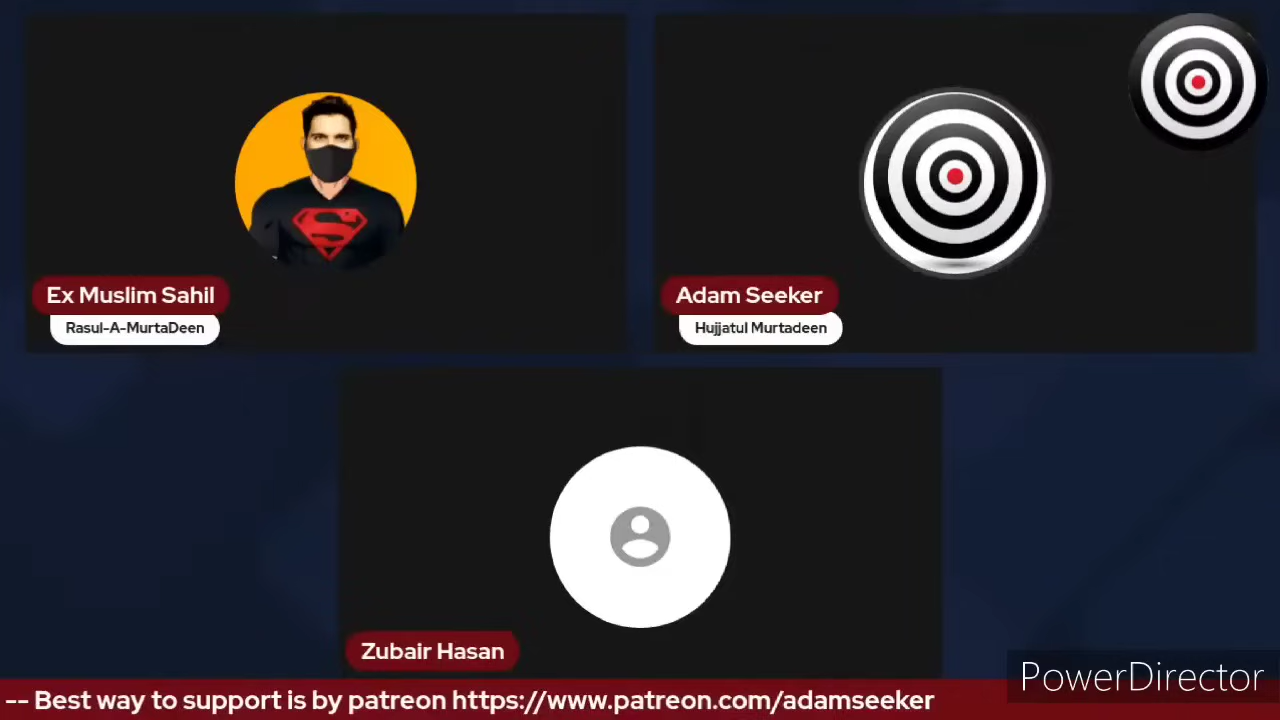 Ex Muslim Sahil
Rasul-A-MurtaDeen
Adam Seeker
Hujjatul Murtadeen
Zubair Hasan
PowerDirector
-- Best way to support is by patreon https://www.patreon.com/adamseeker